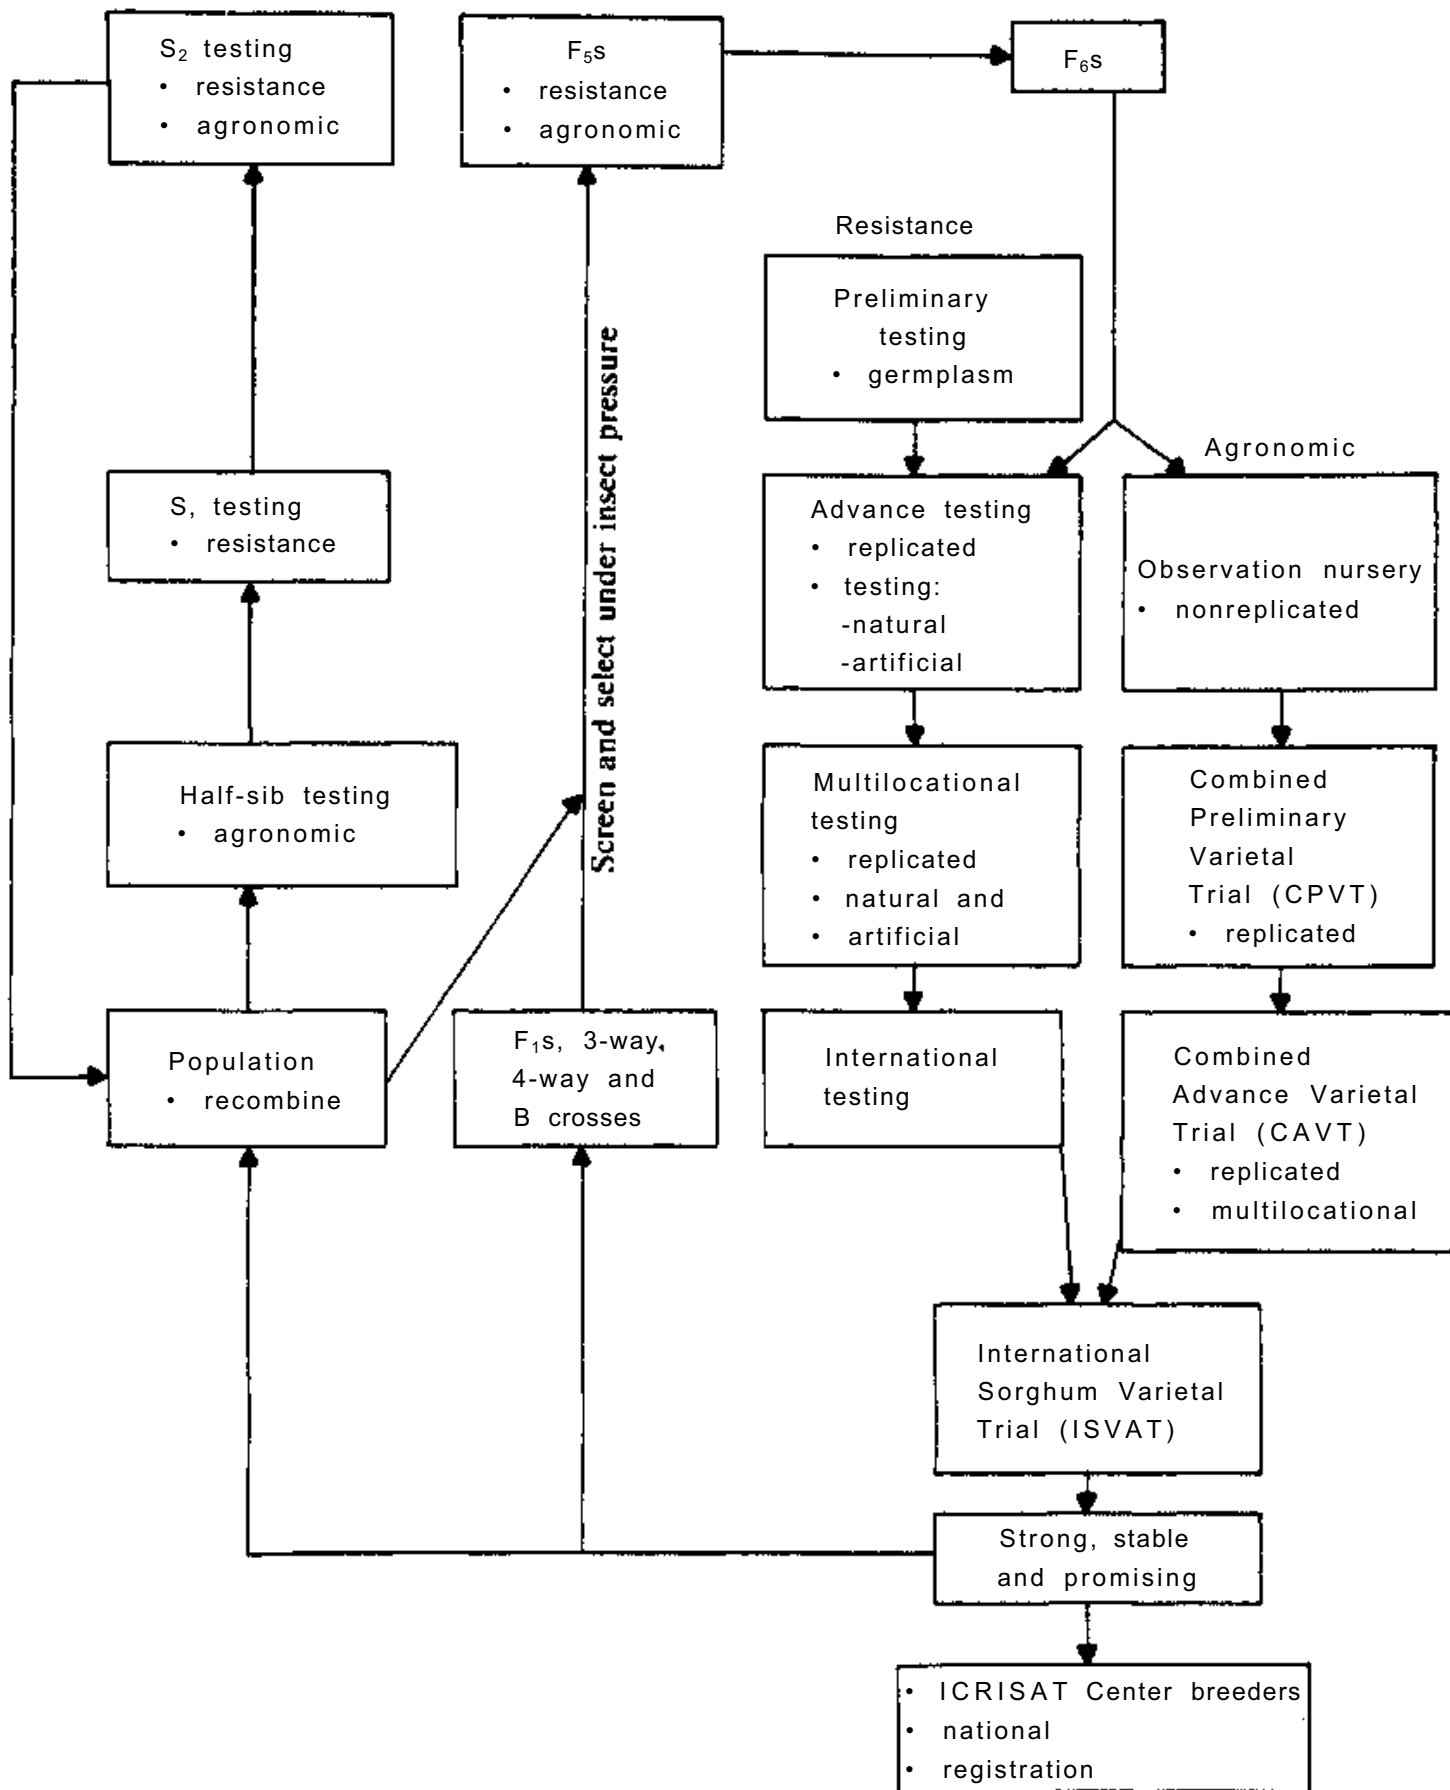 S₂ testing
• resistance
• agronomic
F₅s
• resistance
• agronomic
F₆s
Resistance
Preliminary
testing
• germplasm
Agronomic
S, testing
• resistance
Advance testing
• replicated
• testing:
-natural
-artificial
Observation nursery
• nonreplicated
Screen and select under insect pressure
Half-sib testing
• agronomic
Multilocational
testing
• replicated
• natural and
• artificial
Combined
Preliminary
Varietal
Trial (CPVT)
• replicated
Population
• recombine
F₁s, 3-way,
4-way and
B crosses
International
testing
Combined
Advance Varietal
Trial (CAVT)
• replicated
• multilocational
International
Sorghum Varietal
Trial (ISVAT)
Strong, stable
and promising
• ICRISAT Center breeders
• national
• registration